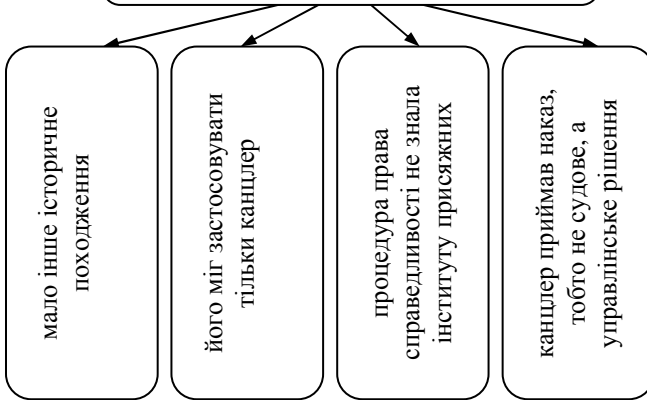 мало інше історичне
походження
його міг застосовувати
тільки канцлер
процедура права
справедливості не знала
інституту присяжних
канцлер приймав наказ,
тобто не судове, а
управлінське рішення